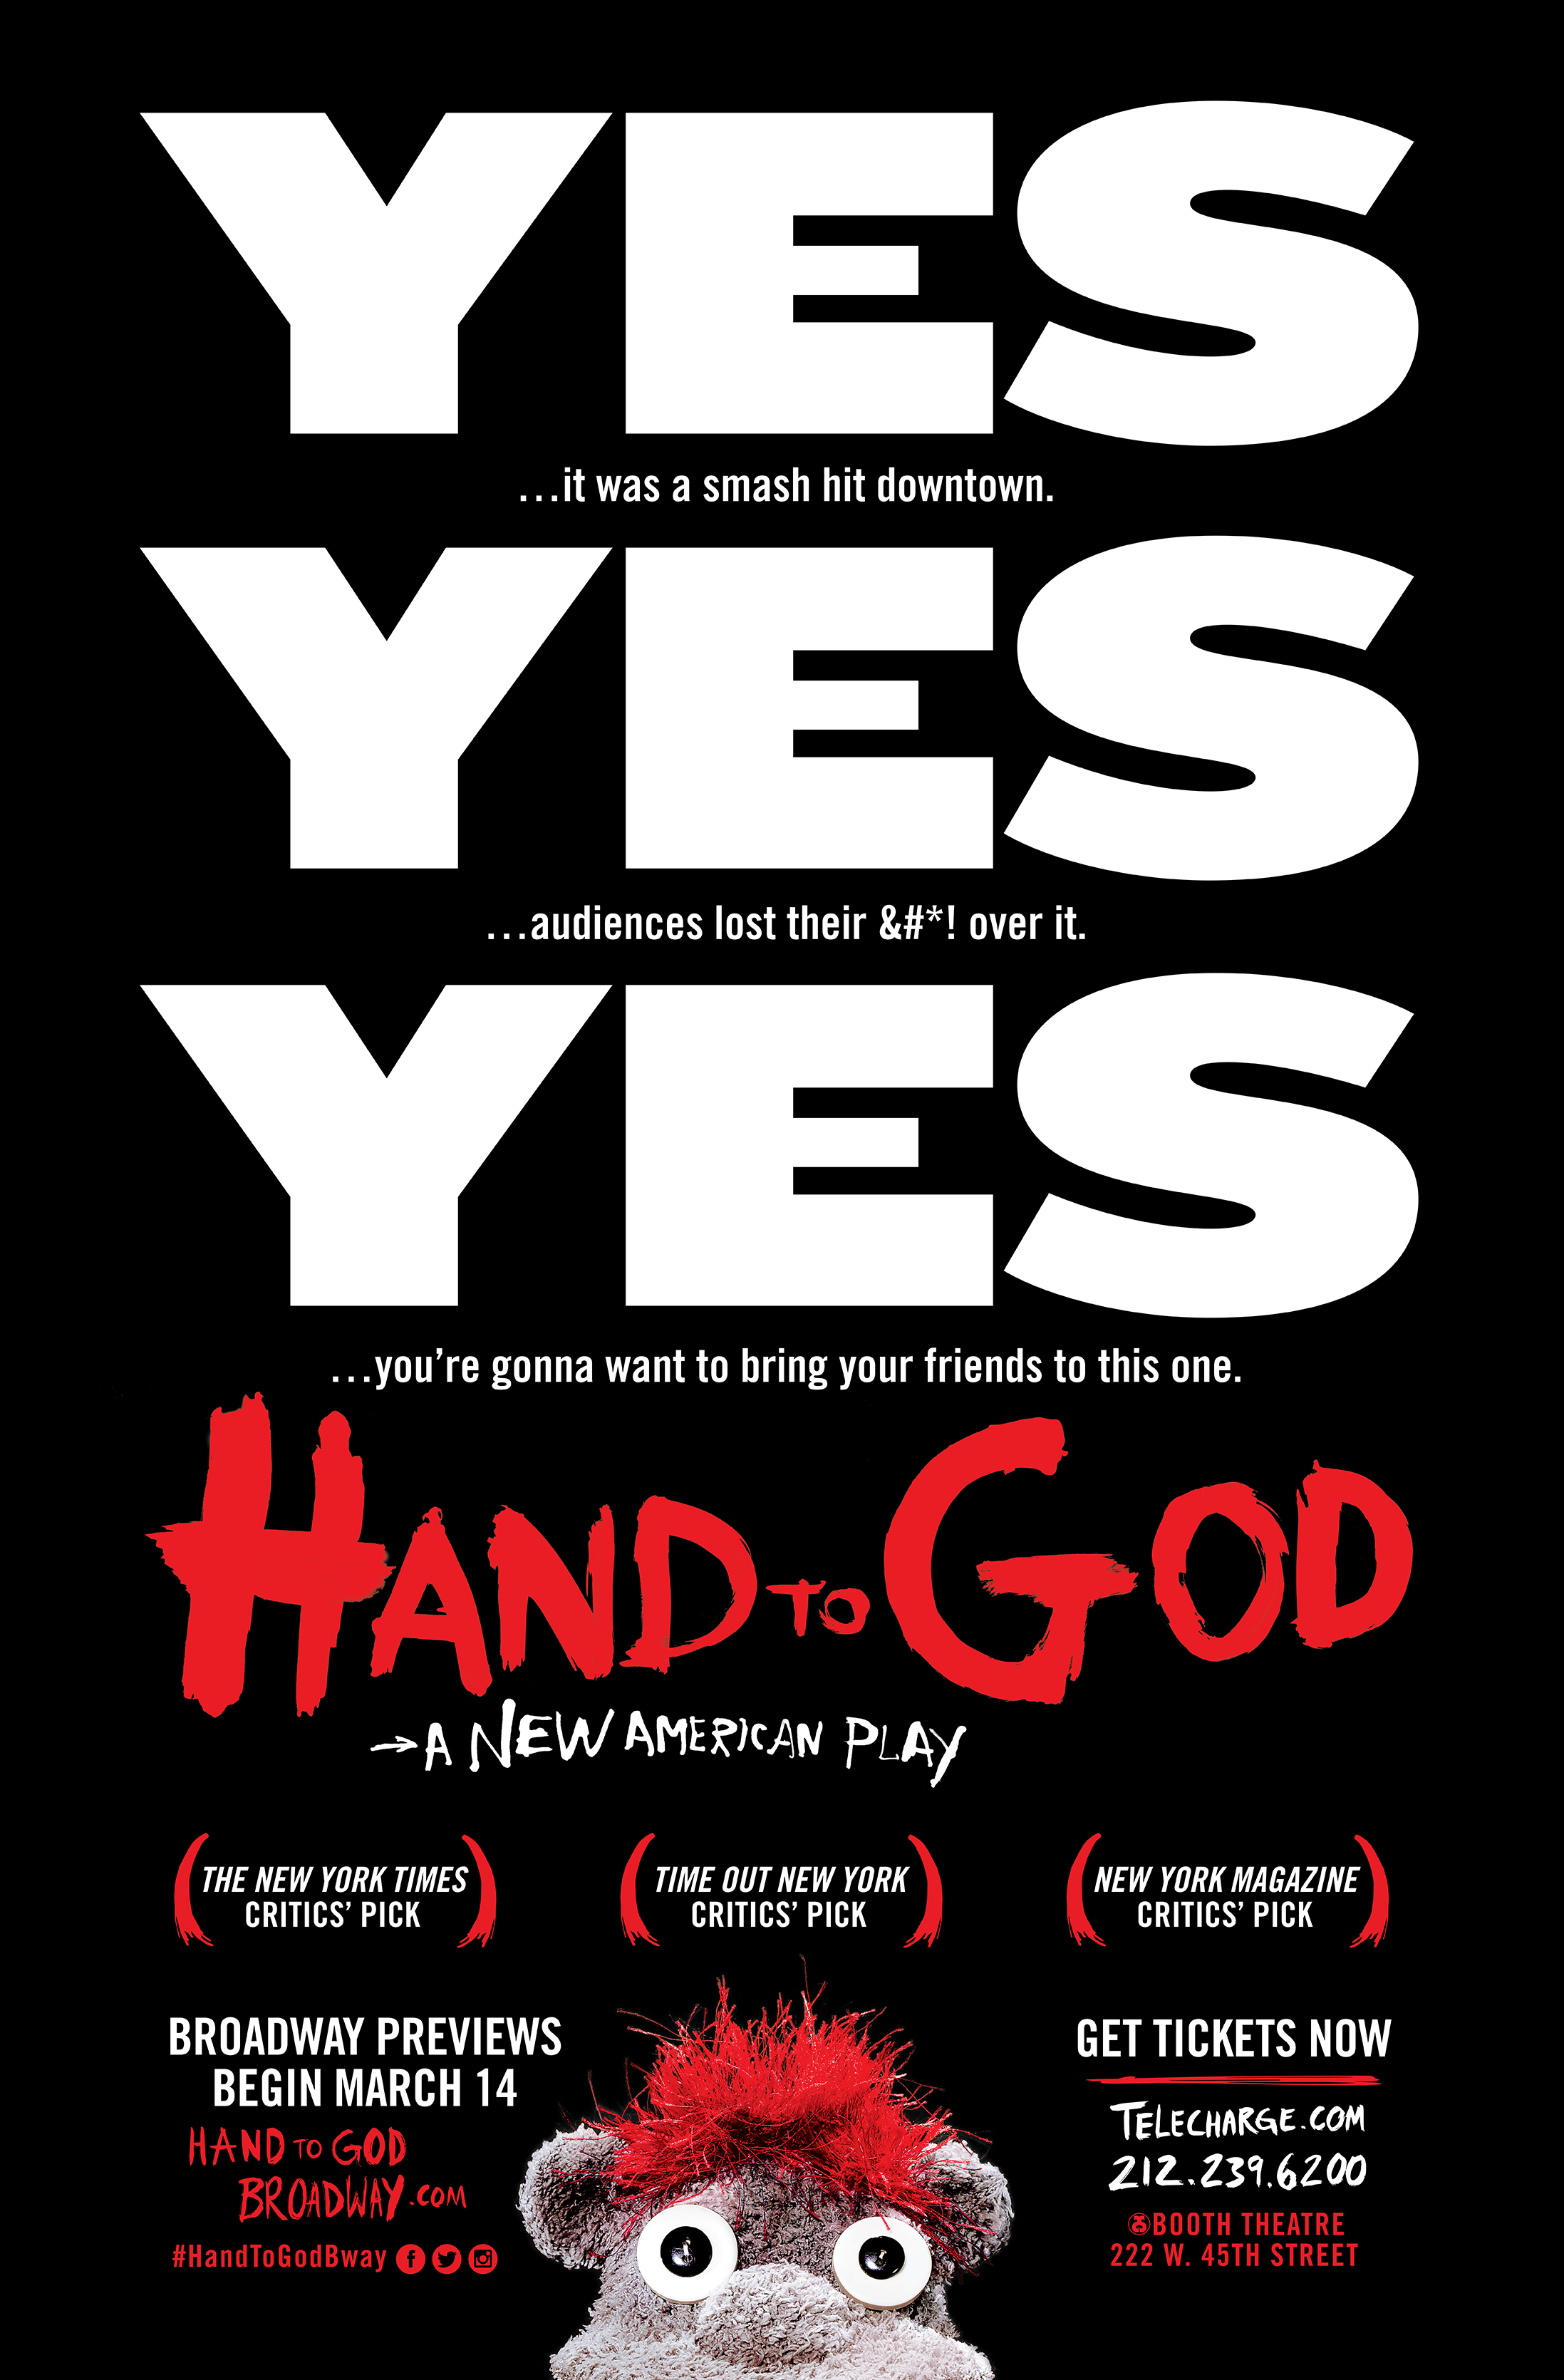 YES
...it was a smash hit downtown.
YES
...audiences lost their &#*! over it.
YES
...you're gonna want to bring your friends to this one.
HAND TO GOD
→A NEW AMERICAN PLAY
(THE NEW YORK TIMES
CRITICS' PICK)
(TIME OUT NEW YORK
CRITICS' PICK)
(NEW YORK MAGAZINE
CRITICS' PICK)
BROADWAY PREVIEWS
BEGIN MARCH 14
HAND TO GOD
BROADWAY.COM
#HandToGodBway
GET TICKETS NOW
TELECHARGE.COM
212.239.6200
BOOTH THEATRE
222 W. 45TH STREET